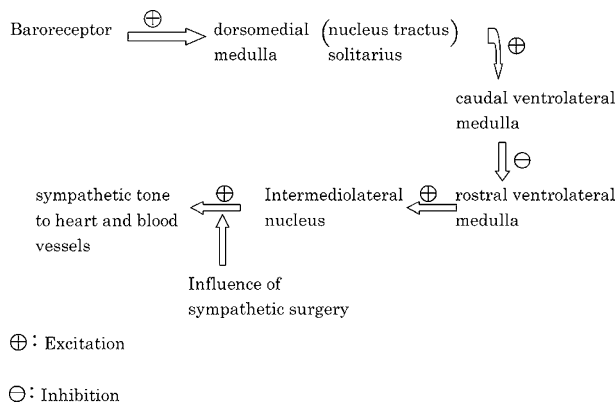 Baroreceptor ⊕ dorsomedial (nucleus tractus)
medulla solitarius
⊕
caudal ventrolateral
medulla
⊖
sympathetic tone ⊕ Intermediolateral ⊕ rostral ventrolateral
to heart and blood nucleus medulla
vessels
Influence of
sympathetic surgery
⊕: Excitation
⊖: Inhibition